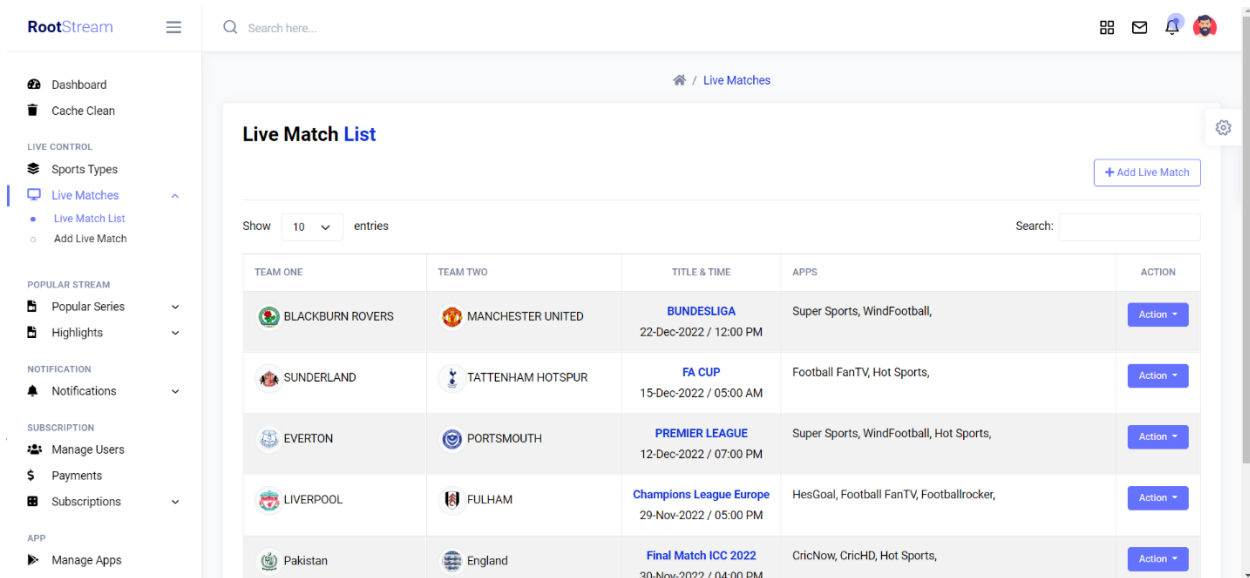 RootStream
Search here...
Dashboard
Cache Clean
LIVE CONTROL
Sports Types
Live Matches
Live Match List
Add Live Match
POPULAR STREAM
Popular Series
Highlights
NOTIFICATION
Notifications
SUBSCRIPTION
Manage Users
Payments
Subscriptions
APP
Manage Apps
/ Live Matches
Live Match List
+ Add Live Match
Show 10 entries
Search:
TEAM ONE TEAM TWO TITLE & TIME APPS ACTION
BLACKBURN ROVERS MANCHESTER UNITED BUNDESLIGA Super Sports, WindFootball, Action
22-Dec-2022 / 12:00 PM
SUNDERLAND TATTENHAM HOTSPUR FA CUP Football FanTV, Hot Sports, Action
15-Dec-2022 / 05:00 AM
EVERTON PORTSMOUTH PREMIER LEAGUE Super Sports, WindFootball, Hot Sports, Action
12-Dec-2022 / 07:00 PM
LIVERPOOL FULHAM Champions League Europe HesGoal, Football FanTV, Footballrocker, Action
29-Nov-2022 / 05:00 PM
Pakistan England Final Match ICC 2022 CricNow, CricHD, Hot Sports, Action
30-Nov-2022 / 04:00 PM